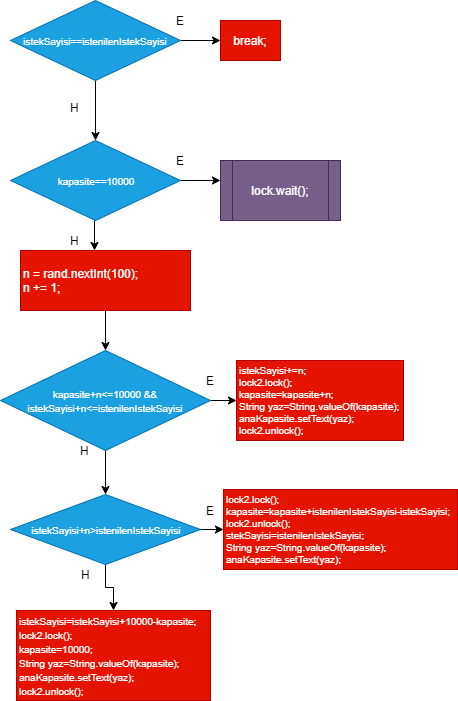 E
istekSayisi==istenilenIstekSayisi
break;
H
E
kapasite==10000
lock.wait();
H
n = rand.nextInt(100);
n += 1;
E
kapasite+n<=10000 &&
istekSayisi+n<=istenilenIstekSayisi
istekSayisi+=n;
lock2.lock();
kapasite=kapasite+n;
String yaz=String.valueOf(kapasite);
anaKapasite.setText(yaz);
lock2.unlock();
H
E
istekSayisi+n>istenilenIstekSayisi
lock2.lock();
kapasite=kapasite+istenilenIstekSayisi-istekSayisi;
lock2.unlock();
stekSayisi=istenilenIstekSayisi;
String yaz=String.valueOf(kapasite);
anaKapasite.setText(yaz);
H
istekSayisi=istekSayisi+10000-kapasite;
lock2.lock();
kapasite=10000;
String yaz=String.valueOf(kapasite);
anaKapasite.setText(yaz);
lock2.unlock();